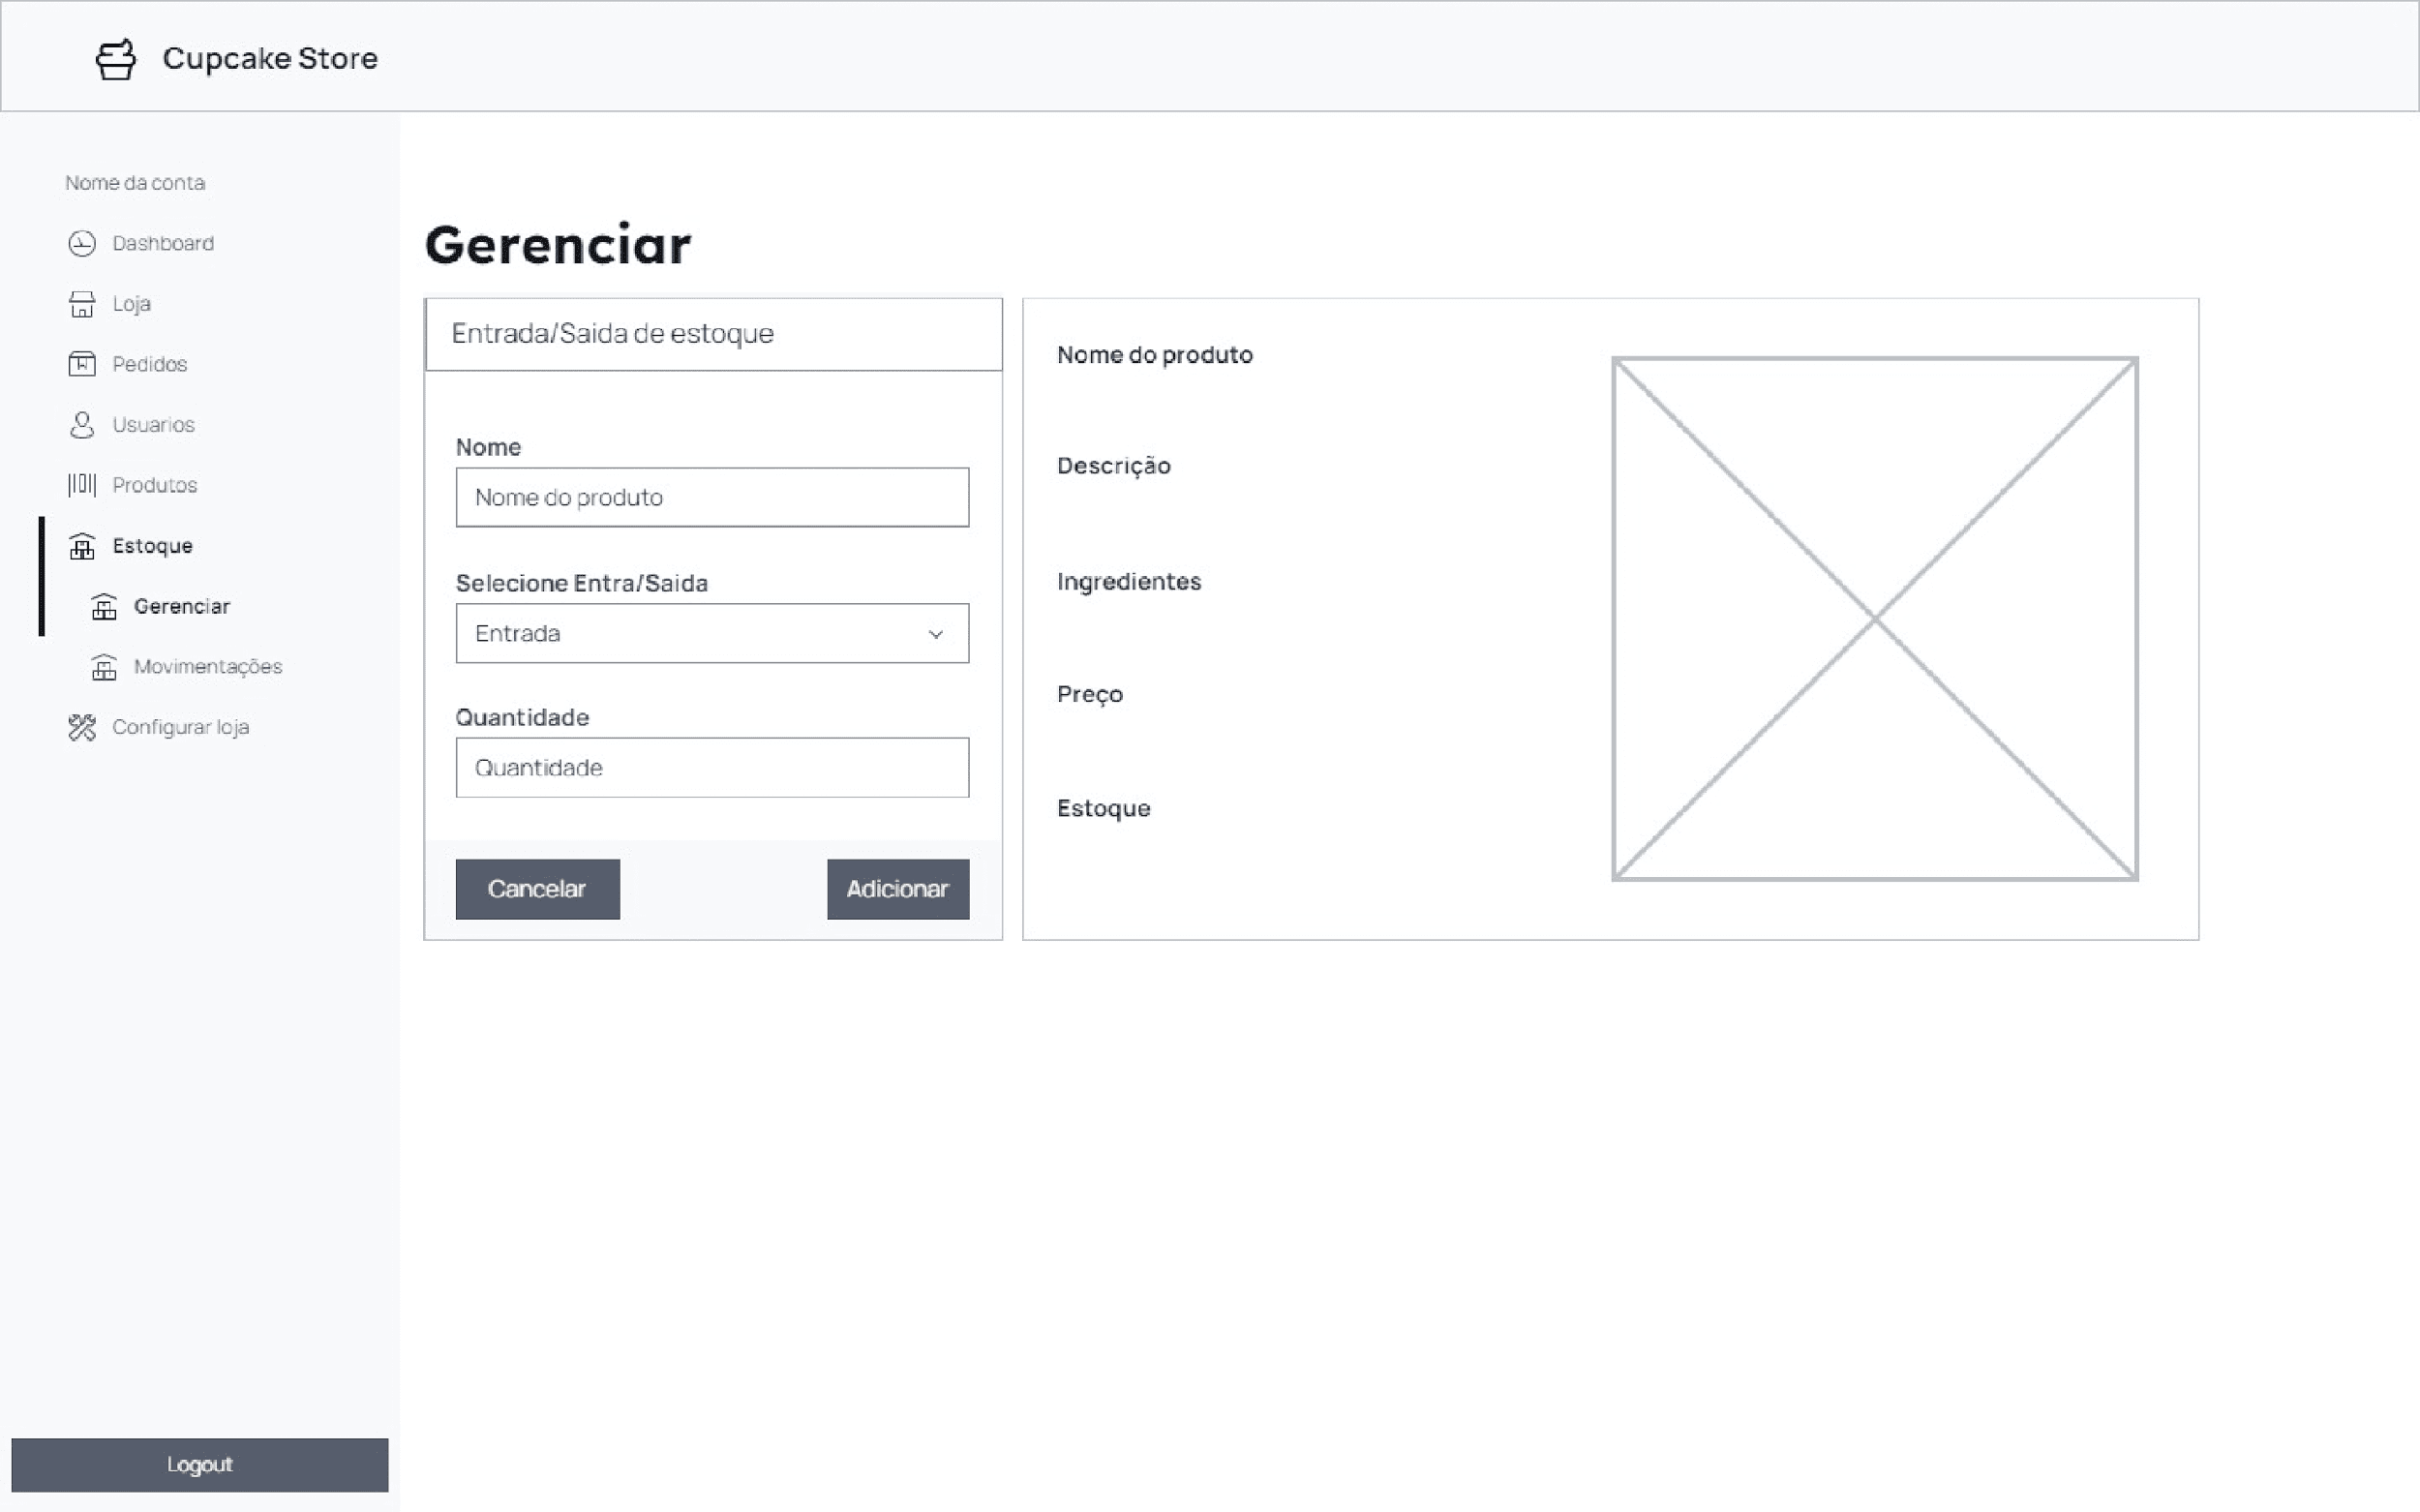 Cupcake Store
Nome da conta
Dashboard
Loja
Pedidos
Usuarios
Produtos
Estoque
Gerenciar
Movimentações
Configurar loja
Logout
Gerenciar
Entrada/Saida de estoque
Nome
Nome do produto
Selecione Entra/Saida
Entrada
Quantidade
Quantidade
Cancelar
Adicionar
Nome do produto
Descrição
Ingredientes
Preço
Estoque